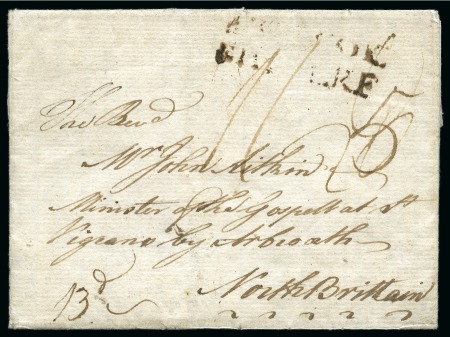 The Revd
Mr John Aitkin
Minister of the Gospell at St
Vigeans by Arbroath
North Brittain
13d